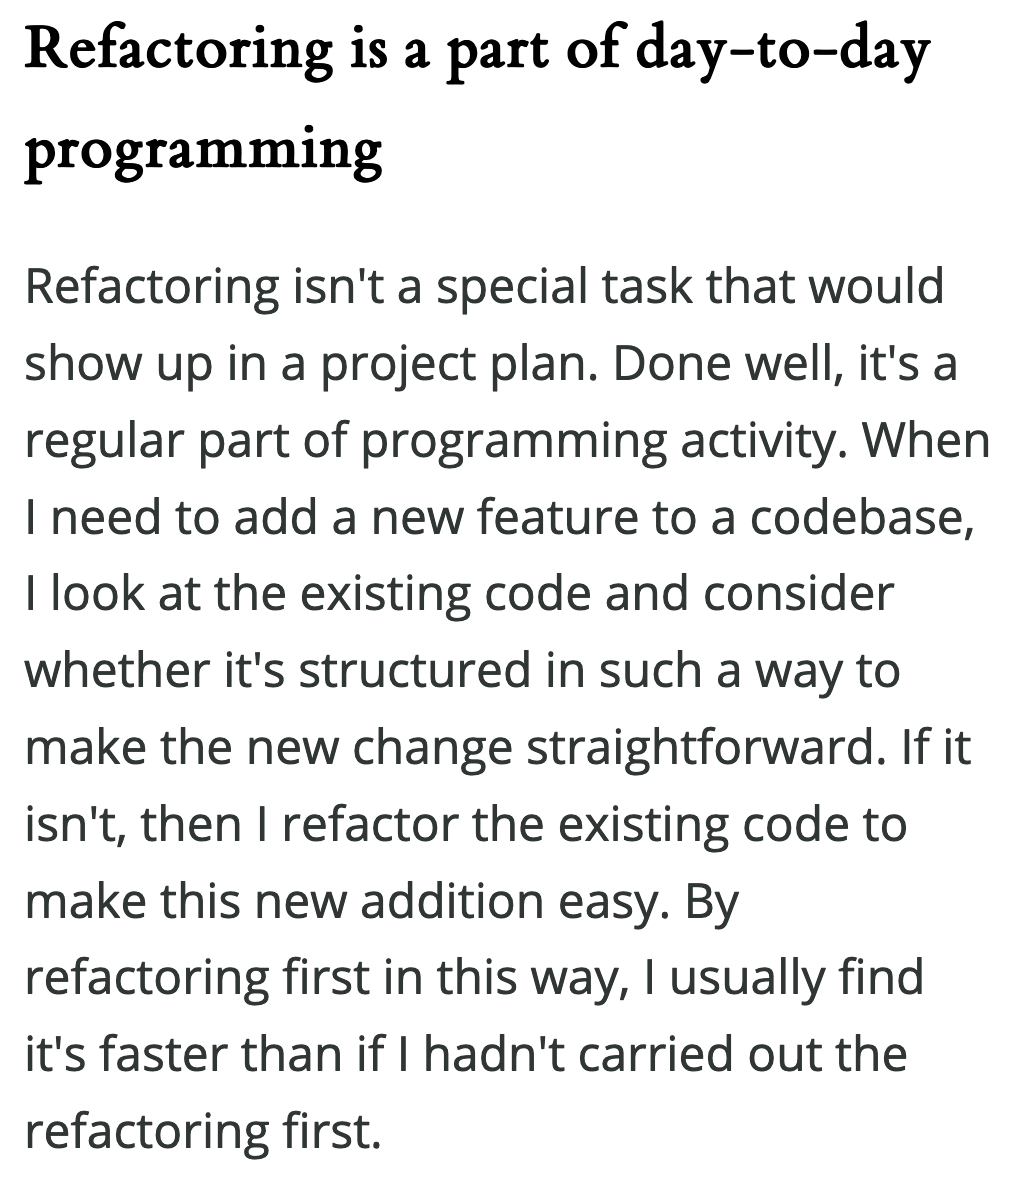 Refactoring is a part of day-to-day
programming
Refactoring isn't a special task that would
show up in a project plan. Done well, it's a
regular part of programming activity. When
I need to add a new feature to a codebase,
I look at the existing code and consider
whether it's structured in such a way to
make the new change straightforward. If it
isn't, then I refactor the existing code to
make this new addition easy. By
refactoring first in this way, I usually find
it's faster than if I hadn't carried out the
refactoring first.